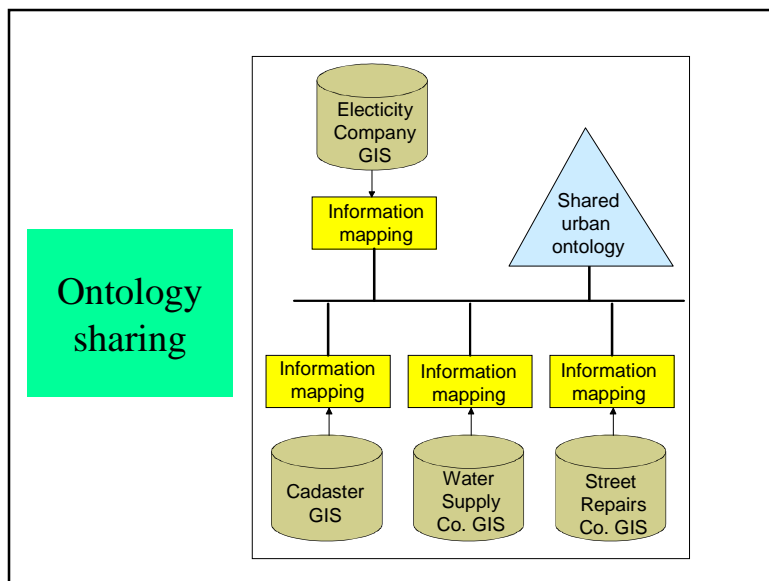 Ontology
sharing
Electicity
Company
GIS
Information
mapping
Shared
urban
ontology
Information
mapping
Information
mapping
Information
mapping
Cadaster
GIS
Water
Supply
Co. GIS
Street
Repairs
Co. GIS